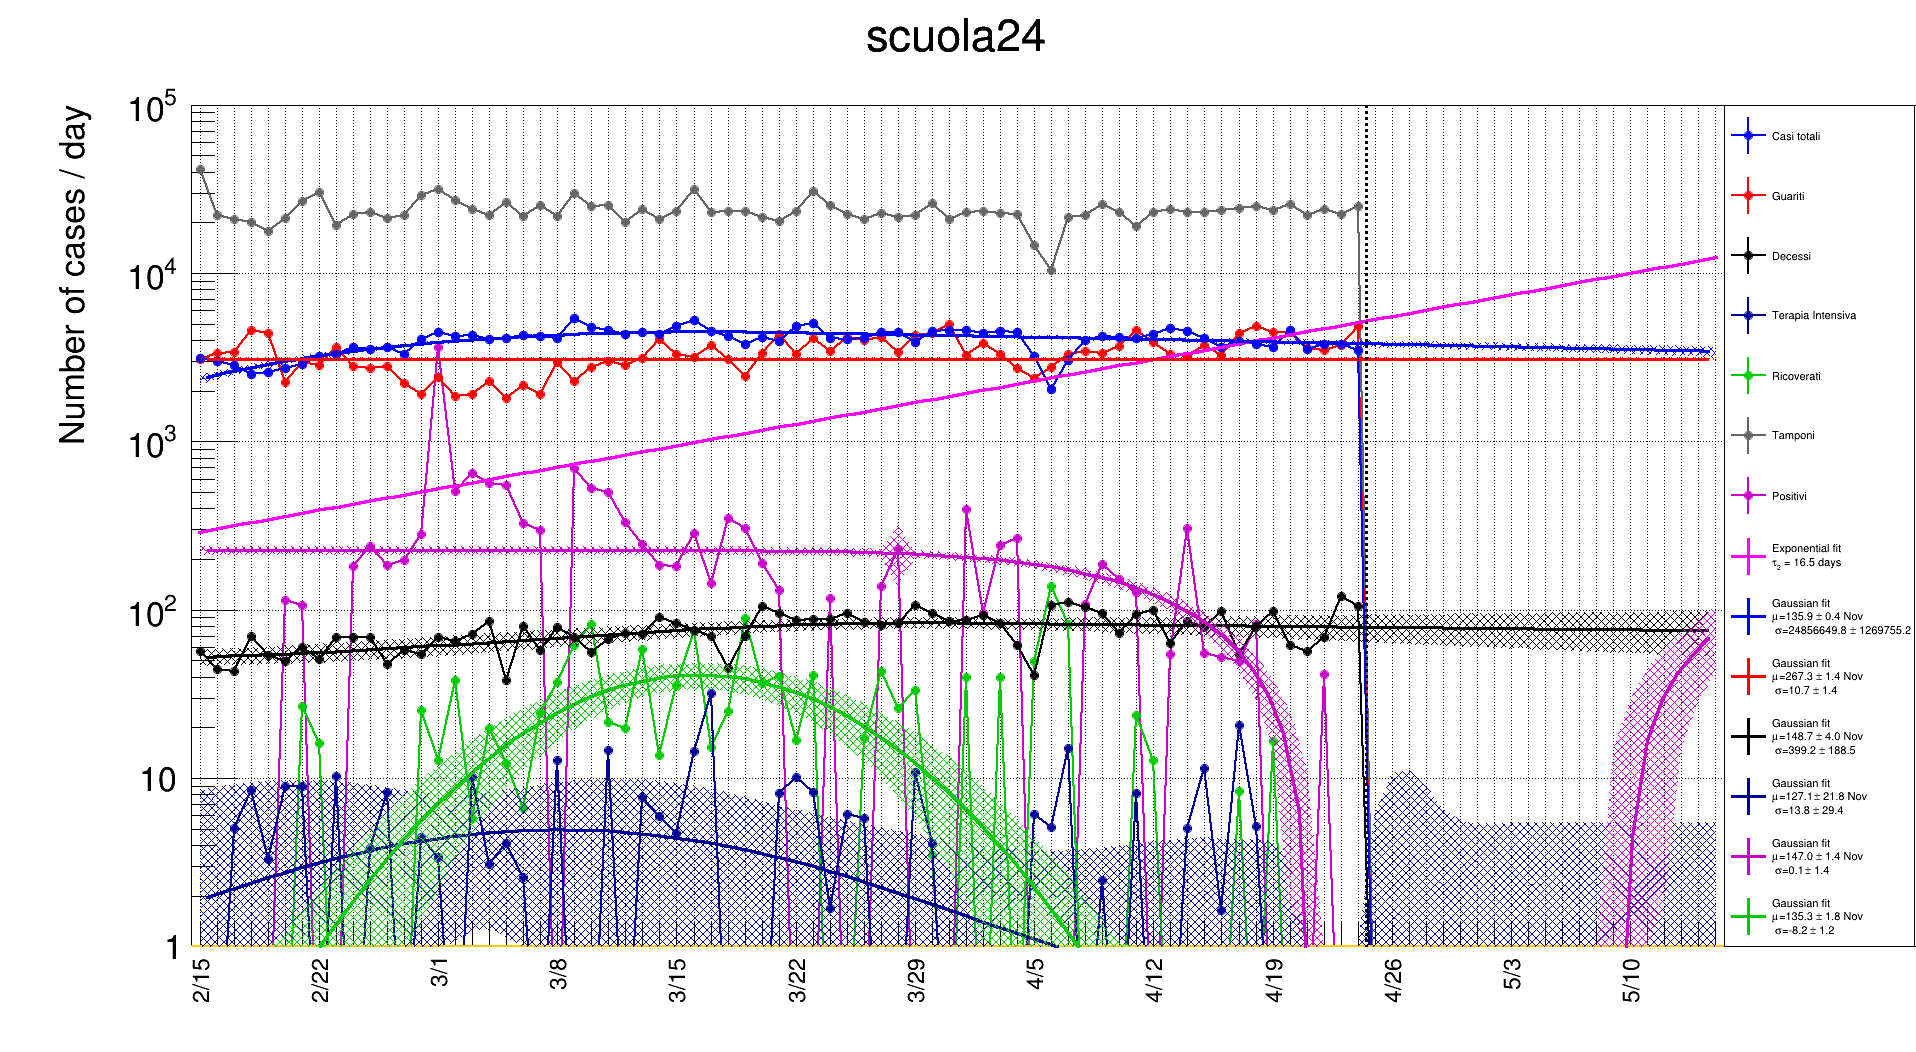 scuola24
Number of cases / day
10^5
10^4
10^3
10^2
10
1
2/15
2/22
3/1
3/8
3/15
3/22
3/29
4/5
4/12
4/19
4/26
5/3
5/10
Casi totali
Guariti
Decessi
Terapia Intensiva
Ricoverati
Tamponi
Positivi
Exponential fit
τ₂ = 16.5 days
Gaussian fit
μ=135.9 ± 0.4 Nov
σ=24856649.8 ± 1269755.2
Gaussian fit
μ=267.3 ± 1.4 Nov
σ=10.7 ± 1.4
Gaussian fit
μ=148.7 ± 4.0 Nov
σ=399.2 ± 188.5
Gaussian fit
μ=127.1 ± 21.8 Nov
σ=13.8 ± 29.4
Gaussian fit
μ=147.0 ± 1.4 Nov
σ=0.1 ± 1.4
Gaussian fit
μ=135.3 ± 1.8 Nov
σ=-8.2 ± 1.2